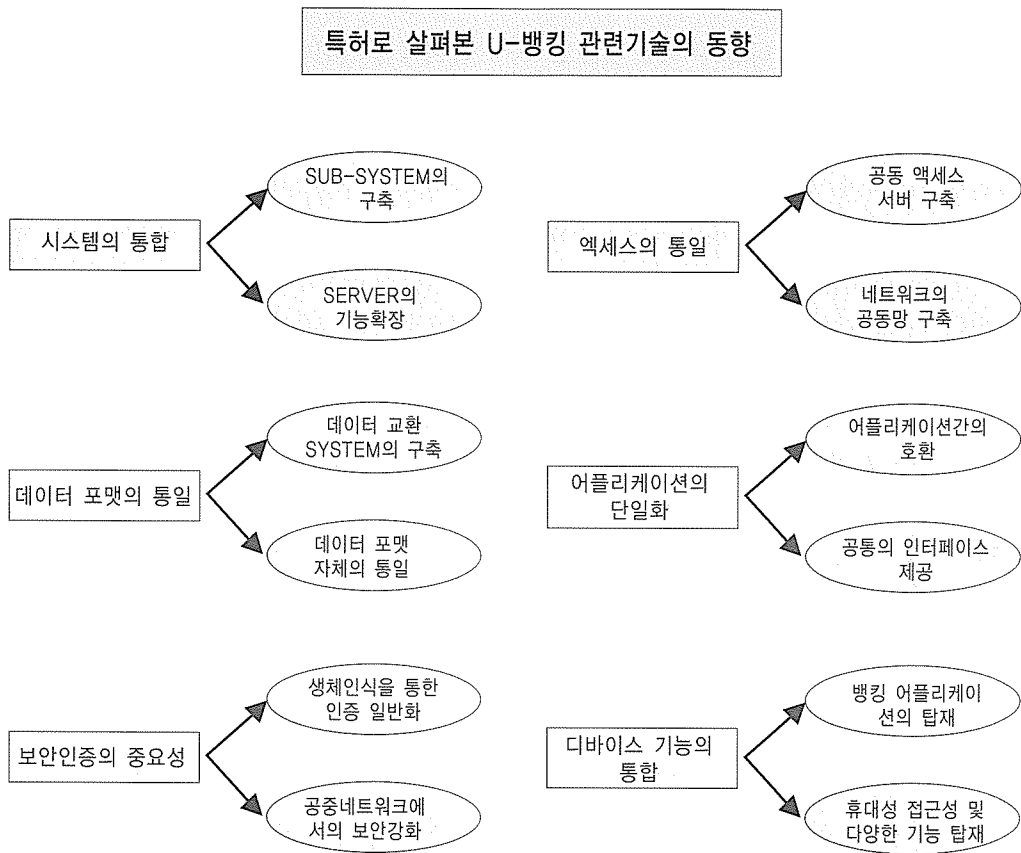 특허로 살펴본 U-뱅킹 관련기술의 동향
시스템의 통합
SUB-SYSTEM의
구축
SERVER의
기능확장
엑세스의 통일
공동 액세스
서버 구축
네트워크의
공동망 구축
데이터 포맷의 통일
데이터 교환
SYSTEM의 구축
데이터 포맷
자체의 통일
어플리케이션의
단일화
어플리케이션간의
호환
공통의 인터페이스
제공
보안인증의 중요성
생체인식을 통한
인증 일반화
공중네트워크에
서의 보안강화
디바이스 기능의
통합
뱅킹 어플리케이
션의 탑재
휴대성 접근성 및
다양한 기능 탑재